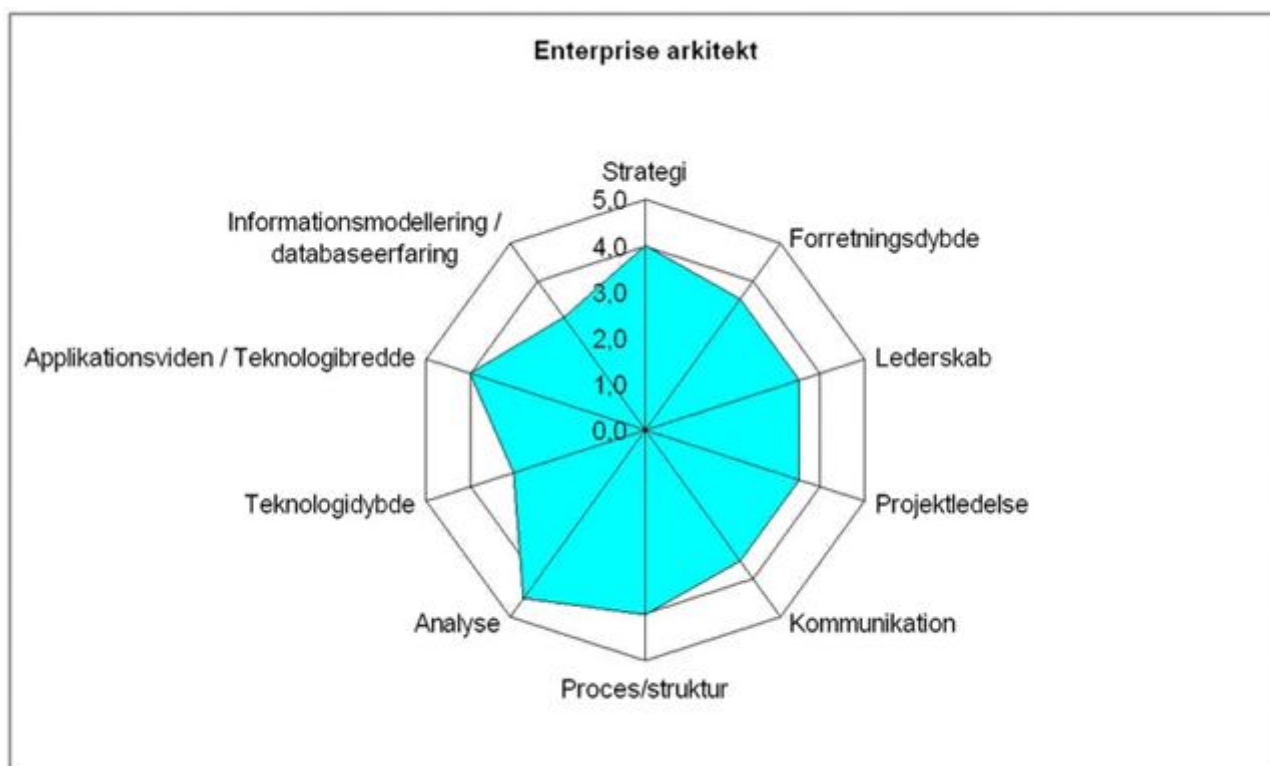 Enterprise arkitekt
Strategi
5,0
Informationsmodellering /
databaseerfaring
Forretningsdybde
4,0
3,0
2,0
Applikationsviden / Teknologibredde
Lederskab
1,0
0,0
Teknologidybde
Projektledelse
Analyse
Kommunikation
Proces/struktur